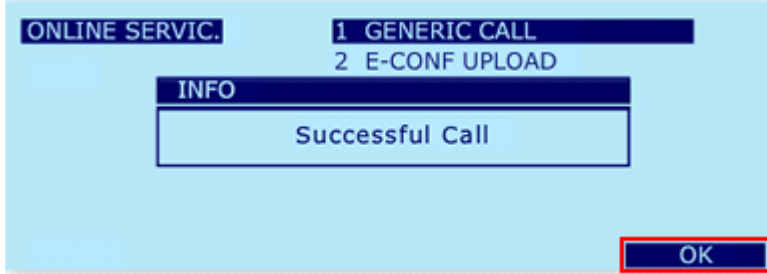 ONLINE SERVIC.
1 GENERIC CALL
2 E-CONF UPLOAD
INFO
Successful Call
OK